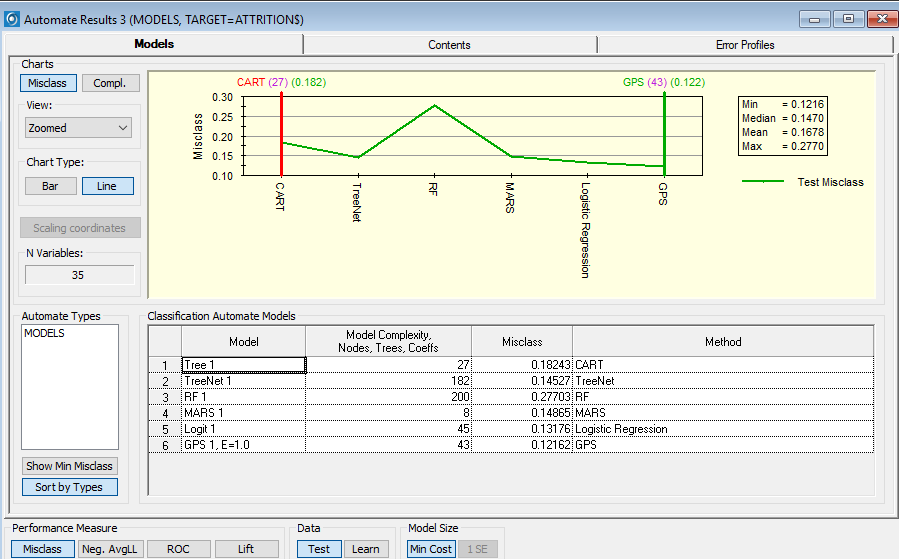 Automate Results 3 (MODELS, TARGET=ATTRITION$)
Models Contents Error Profiles
Charts
Misclass Compl.
View:
Zoomed
Chart Type:
Bar Line
Scaling coordinates
N Variables:
35
CART (27) (0.182) GPS (43) (0.122)
Misclass
0.30
0.25
0.20
0.15
0.10
CART
TreeNet
RF
MARS
Logistic Regression
GPS
Min = 0.1216
Median = 0.1470
Mean = 0.1678
Max = 0.2770
Test Misclass
Automate Types
MODELS
Show Min Misclass
Sort by Types
Classification Automate Models
Model Model Complexity, Nodes, Trees, Coeffs Misclass Method
1 Tree 1 27 0.18243 CART
2 TreeNet 1 182 0.14527 TreeNet
3 RF 1 200 0.27703 RF
4 MARS 1 8 0.14865 MARS
5 Logit 1 45 0.13176 Logistic Regression
6 GPS 1, E=1.0 43 0.12162 GPS
Performance Measure
Misclass Neg. AvgLL ROC Lift
Data
Test Learn
Model Size
Min Cost 1 SE